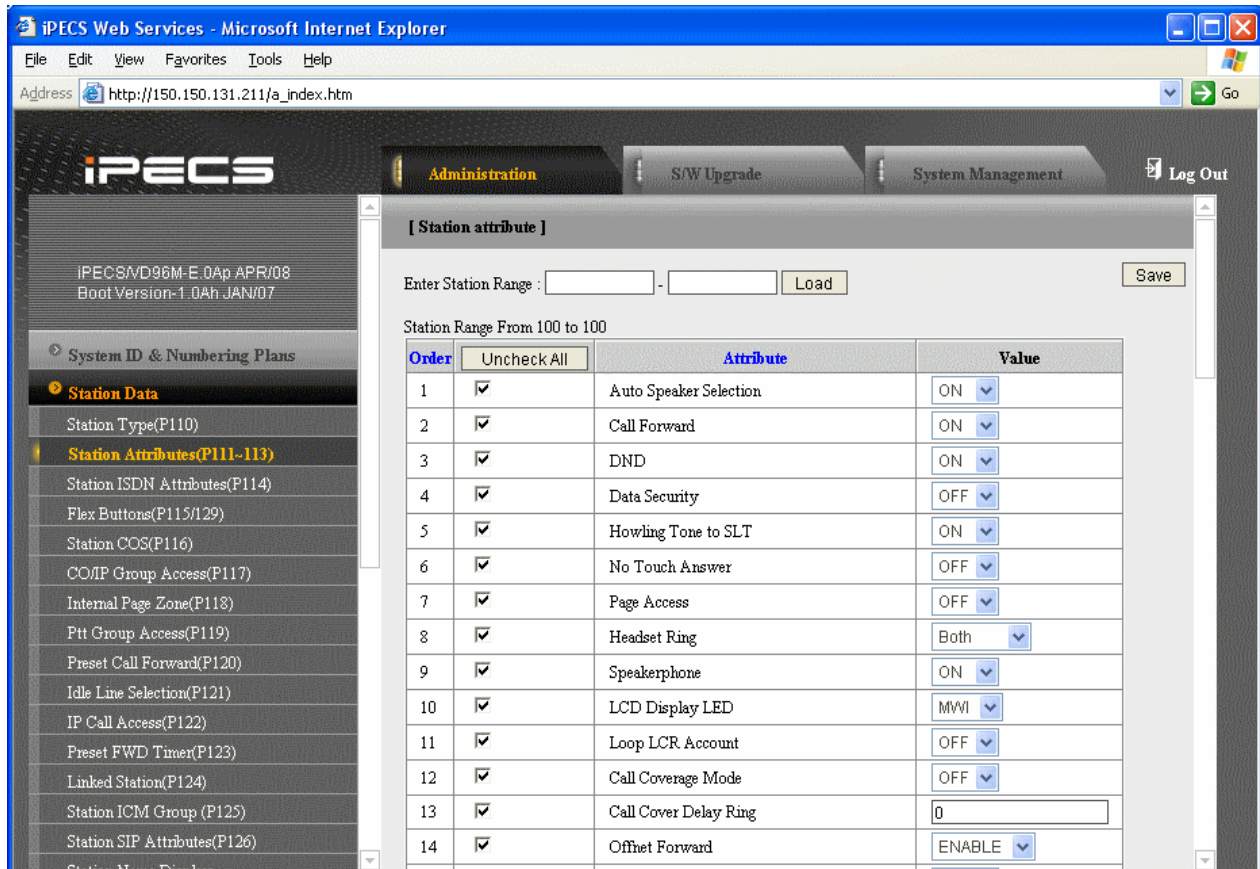 iPECS Web Services - Microsoft Internet Explorer
File Edit View Favorites Tools Help
Address http://150.150.131.211/a_index.htm Go
iPECS
Administration S/W Upgrade System Management Log Out
iPECS/VD96M-E.0Ap APR/08
Boot Version-1.0Ah JAN/07
System ID & Numbering Plans
Station Data
Station Type(P110)
Station Attributes(P111~113)
Station ISDN Attributes(P114)
Flex Buttons(P115/129)
Station COS(P116)
CO/IP Group Access(P117)
Internal Page Zone(P118)
Ptt Group Access(P119)
Preset Call Forward(P120)
Idle Line Selection(P121)
IP Call Access(P122)
Preset FWD Timer(P123)
Linked Station(P124)
Station ICM Group (P125)
Station SIP Attributes(P126)
[ Station attribute ]
Enter Station Range : - Load Save
Station Range From 100 to 100
Order Uncheck All Attribute Value
1 Auto Speaker Selection ON
2 Call Forward ON
3 DND ON
4 Data Security OFF
5 Howling Tone to SLT ON
6 No Touch Answer OFF
7 Page Access OFF
8 Headset Ring Both
9 Speakerphone ON
10 LCD Display LED MWI
11 Loop LCR Account OFF
12 Call Coverage Mode OFF
13 Call Cover Delay Ring 0
14 Offnet Forward ENABLE